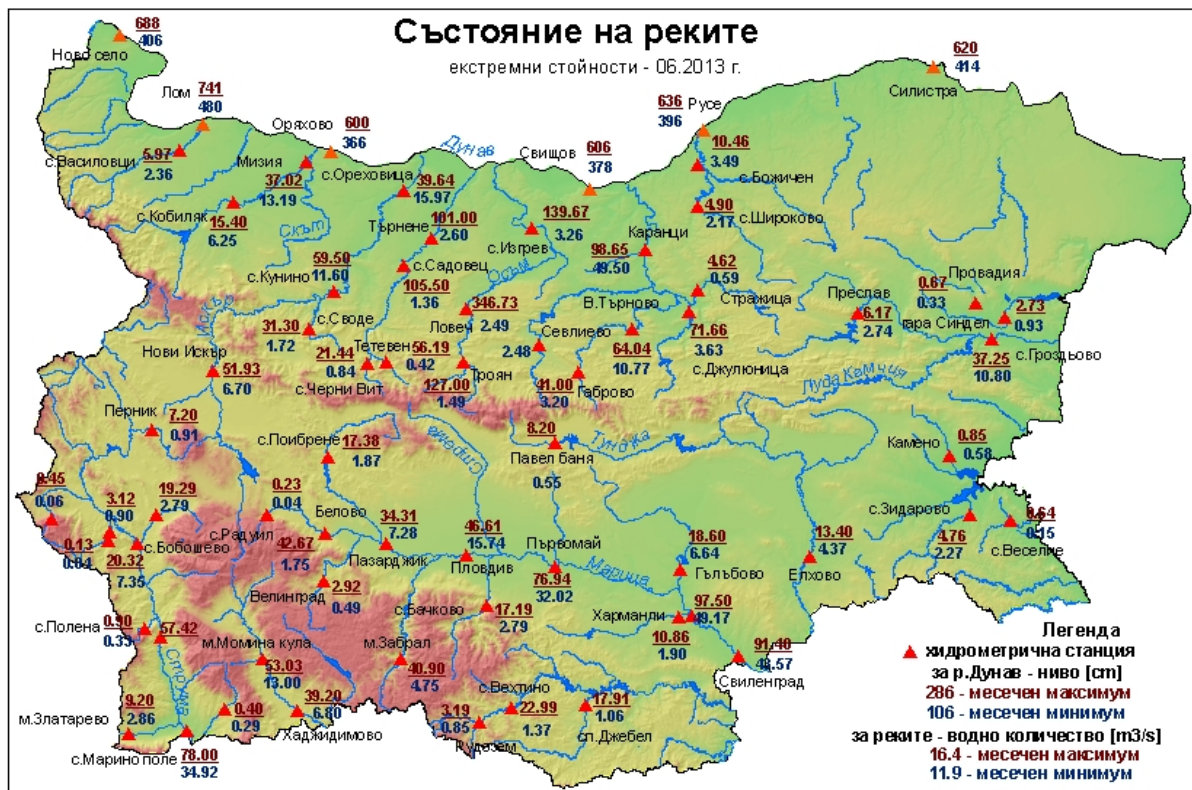 Състояние на реките
екстремни стойности - 06.2013 г.
688
406
Ново село
620
414
Силистра
Лом
741
480
636
396
Русе
Оряхово
600
366
Дунав
Свищов
606
378
с.Василовци
5.97
2.36
Мизия
37.02
13.19
с.Ореховица
39.64
15.97
10.46
3.49
с.Божичен
с.Кобиляк
15.40
6.25
Скът
Търнене
101.00
2.60
139.67
3.26
с.Изгрев
4.90
2.17
с.Широково
Каранци
98.65
49.50
с.Кунино
59.50
11.60
с.Садовец
105.50
1.36
Осъм
4.62
0.59
Стражица
Провадия
0.67
0.33
Искър
с.Своде
31.30
1.72
Ловеч
346.73
2.49
В.Търново
Севлиево
2.48
64.04
10.77
71.66
3.63
с.Джулюница
Преслав
6.17
2.74
гара Синдел
2.73
0.93
37.25
10.80
с.Гроздьово
Нови Искър
51.93
6.70
21.44
0.84
Тетевен
56.19
0.42
с.Черни Вит
127.00
1.49
Троян
41.00
3.20
Габрово
Луда Камчия
Перник
7.20
0.91
с.Поибрене
17.38
1.87
Стряма
8.20
Павел баня
0.55
Тунджа
Камено
0.85
0.58
0.45
0.06
3.12
0.90
19.29
2.79
0.23
0.04
с.Радуил
Белово
42.67
1.75
34.31
7.28
Пазарджик
46.61
15.74
Пловдив
Първомай
76.94
32.02
Марица
18.60
6.64
Гълъбово
13.40
4.37
Елхово
с.Зидарово
4.76
2.27
0.64
0.15
с.Веселие
0.13
0.04
20.32
7.35
с.Бобошево
Велинград
2.92
0.49
с.Бачково
17.19
2.79
Харманли
97.50
49.17
10.86
1.90
91.40
48.57
Свиленград
с.Полена
0.90
0.33
57.42
Струма
м.Момина кула
53.03
13.00
м.Забрал
40.90
4.75
м.Златарево
9.20
2.86
0.40
0.29
39.20
6.80
Хаджидимово
с.Вехтино
22.99
1.37
3.19
0.85
Рудозем
17.91
1.06
сп.Джебел
с.Марино поле
78.00
34.92
Легенда
хидрометрична станция
за р.Дунав - ниво [cm]
286 - месечен максимум
106 - месечен минимум
за реките - водно количество [m3/s]
16.4 - месечен максимум
11.9 - месечен минимум